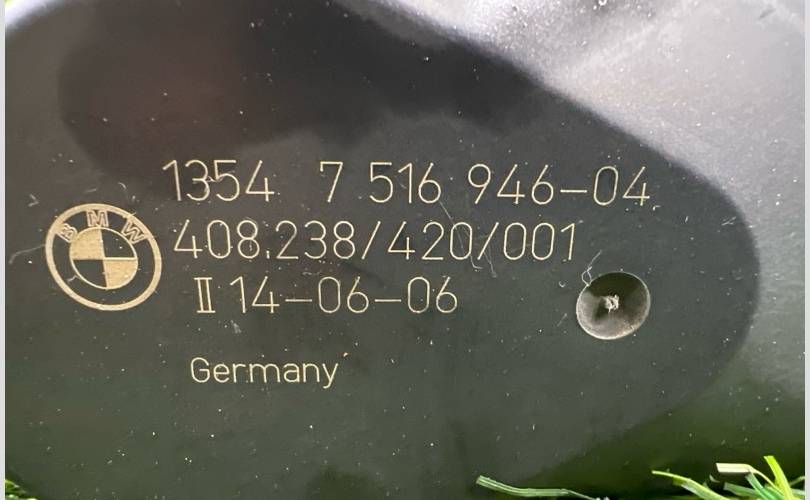 1354 7 516 946-04
BMW
408.238/420/001
II 14-06-06
Germany